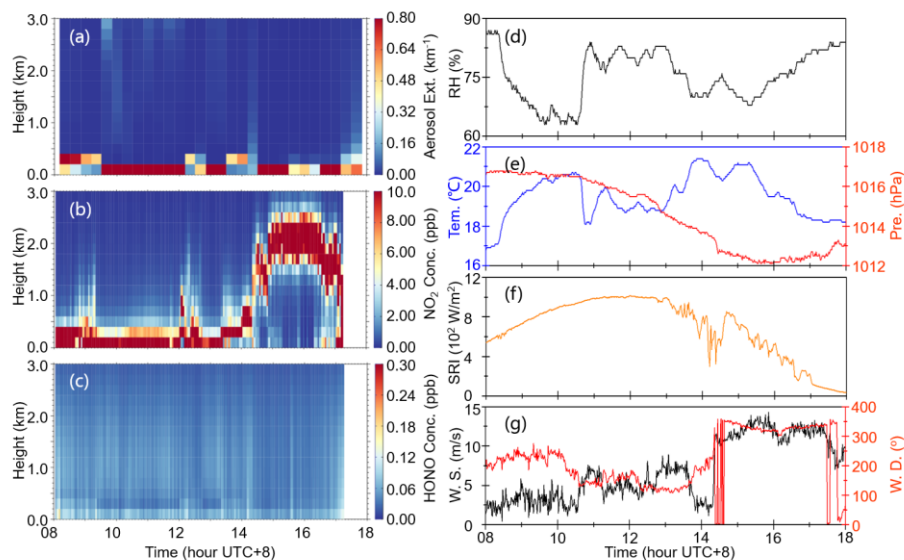 (a)
Height (km)
3.0
2.0
1.0
0.0
0.80
0.64
0.48
0.32
0.16
0.00
Aerosol Ext. (km⁻¹)
(b)
Height (km)
3.0
2.0
1.0
0.0
10.0
8.00
6.00
4.00
2.00
0.00
NO₂ Conc. (ppb)
(c)
Height (km)
3.0
2.0
1.0
0.0
0.30
0.24
0.18
0.12
0.06
0.00
HONO Conc. (ppb)
08 10 12 14 16 18
Time (hour UTC+8)
(d)
RH (%)
90
75
60
(e)
Tem. (℃)
22
20
18
16
1018
1016
1014
1012
Pre. (hPa)
(f)
SRI (10² W/m²)
12
8
4
0
(g)
W. S. (m/s)
15
10
5
0
400
300
200
100
0
W. D. (º)
08 10 12 14 16 18
Time (hour UTC+8)